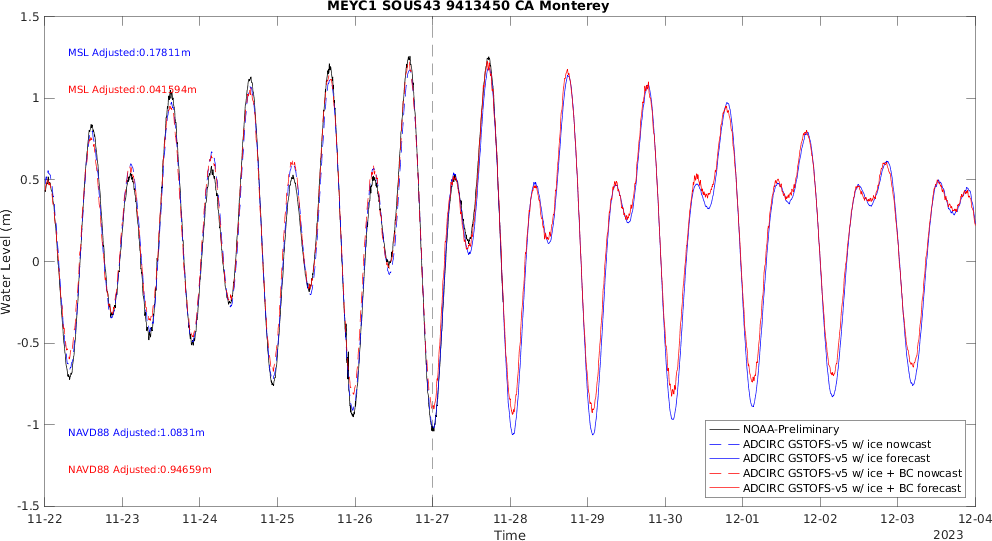 MEYC1 SOUS43 9413450 CA Monterey
1.5
1
0.5
0
-0.5
-1
-1.5
Water Level (m)
MSL Adjusted:0.17811m
MSL Adjusted:0.041594m
NAVD88 Adjusted:1.0831m
NAVD88 Adjusted:0.94659m
NOAA-Preliminary
ADCIRC GSTOFS-v5 w/ ice nowcast
ADCIRC GSTOFS-v5 w/ ice forecast
ADCIRC GSTOFS-v5 w/ ice + BC nowcast
ADCIRC GSTOFS-v5 w/ ice + BC forecast
11-22 11-23 11-24 11-25 11-26 11-27 11-28 11-29 11-30 12-01 12-02 12-03 12-04
Time
2023